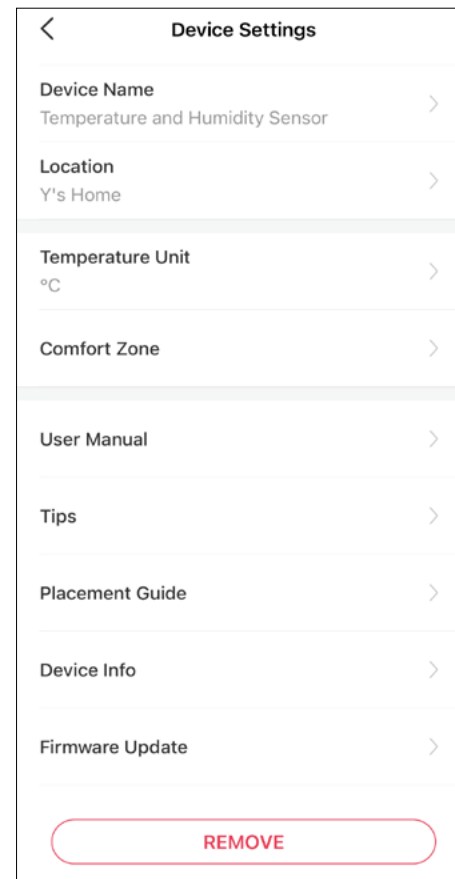 Device Settings
Device Name
Temperature and Humidity Sensor
Location
Y's Home
Temperature Unit
°C
Comfort Zone
User Manual
Tips
Placement Guide
Device Info
Firmware Update
REMOVE